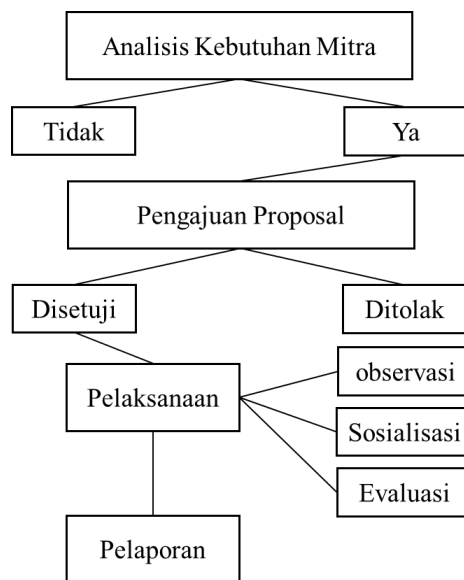 Analisis Kebutuhan Mitra
Tidak
Ya
Pengajuan Proposal
Disetuji
Ditolak
Pelaksanaan
observasi
Sosialisasi
Evaluasi
Pelaporan